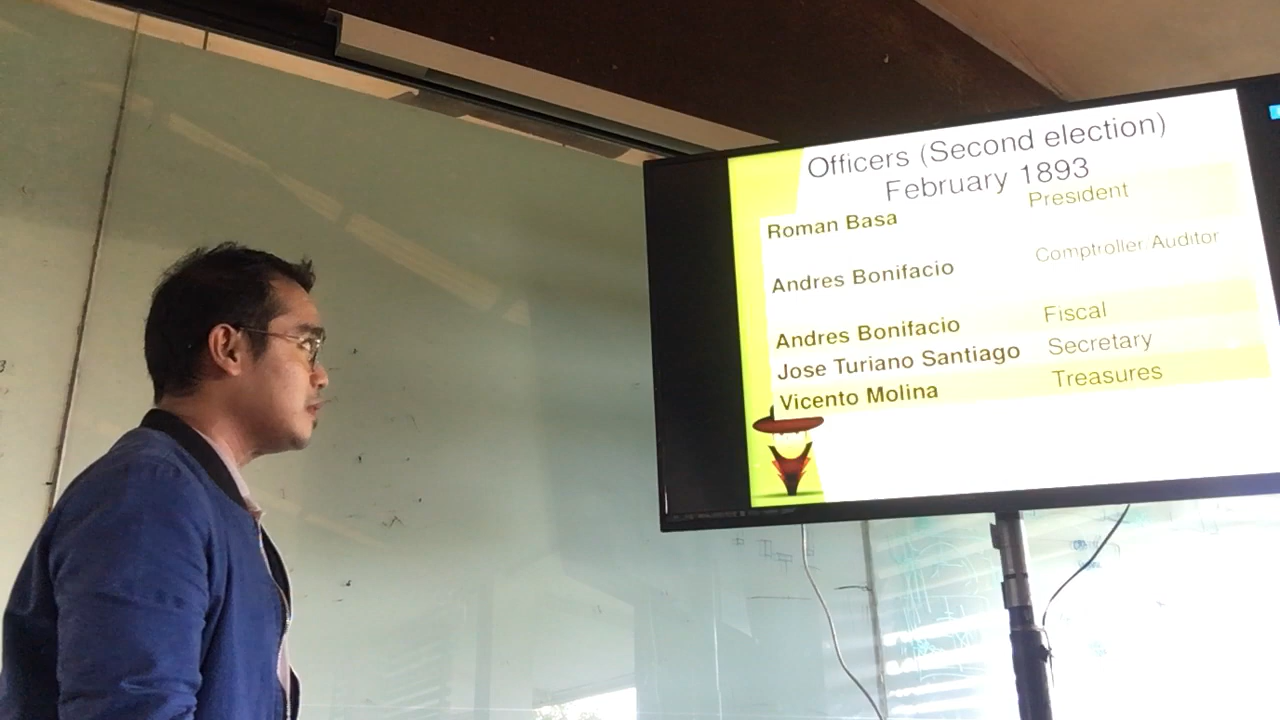 Officers (Second election)
February 1893
Roman Basa President
Andres Bonifacio Comptroller Auditor
Andres Bonifacio Fiscal
Jose Turiano Santiago Secretary
Vicento Molina Treasures